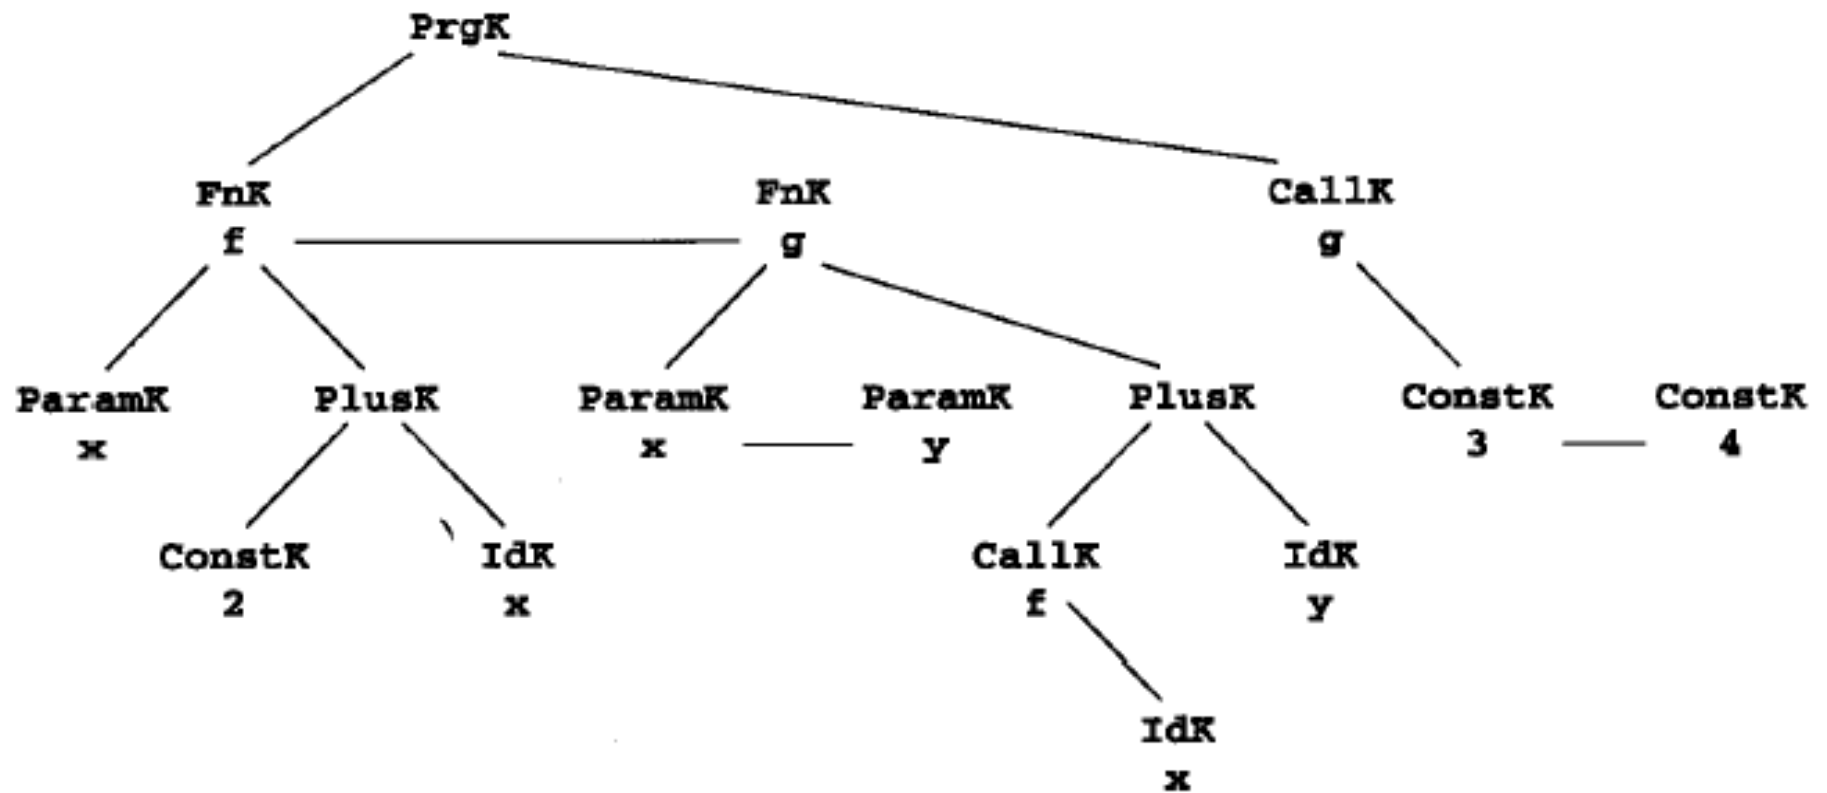 PrgK
FnK FnK CallK
f g g
ParamK PlusK ParamK ParamK PlusK ConstK ConstK
x x y 3 4
ConstK IdK CallK IdK
2 x f y
IdK
x